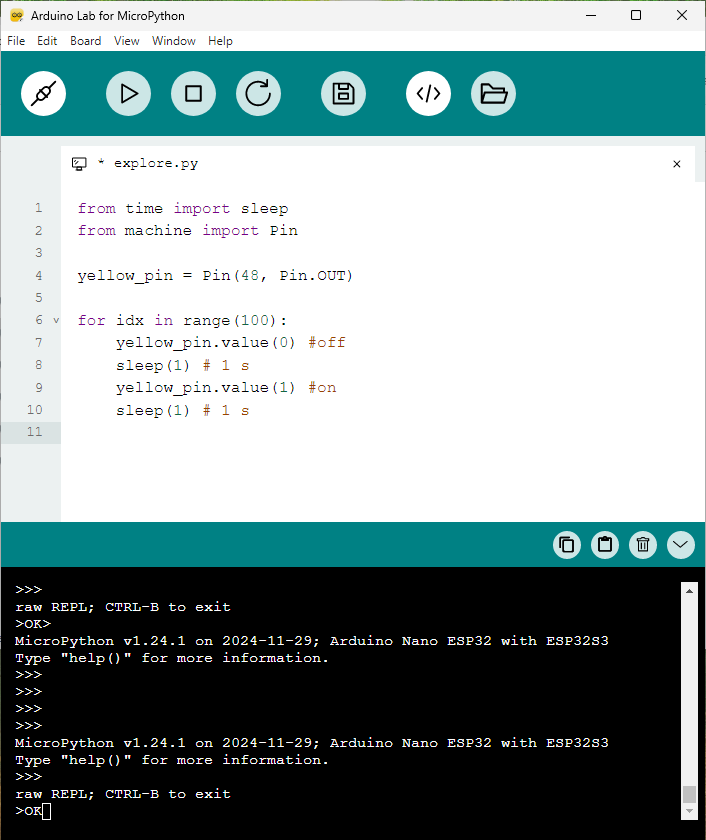 Arduino Lab for MicroPython
File Edit Board View Window Help
* explore.py
1 from time import sleep
2 from machine import Pin
3
4 yellow_pin = Pin(48, Pin.OUT)
5
6 for idx in range(100):
7     yellow_pin.value(0) #off
8     sleep(1) # 1 s
9     yellow_pin.value(1) #on
10     sleep(1) # 1 s
11
>>>
raw REPL; CTRL-B to exit
>OK>
MicroPython v1.24.1 on 2024-11-29; Arduino Nano ESP32 with ESP32S3
Type "help()" for more information.
>>>
>>>
>>>
>>>
MicroPython v1.24.1 on 2024-11-29; Arduino Nano ESP32 with ESP32S3
Type "help()" for more information.
>>>
raw REPL; CTRL-B to exit
>OK